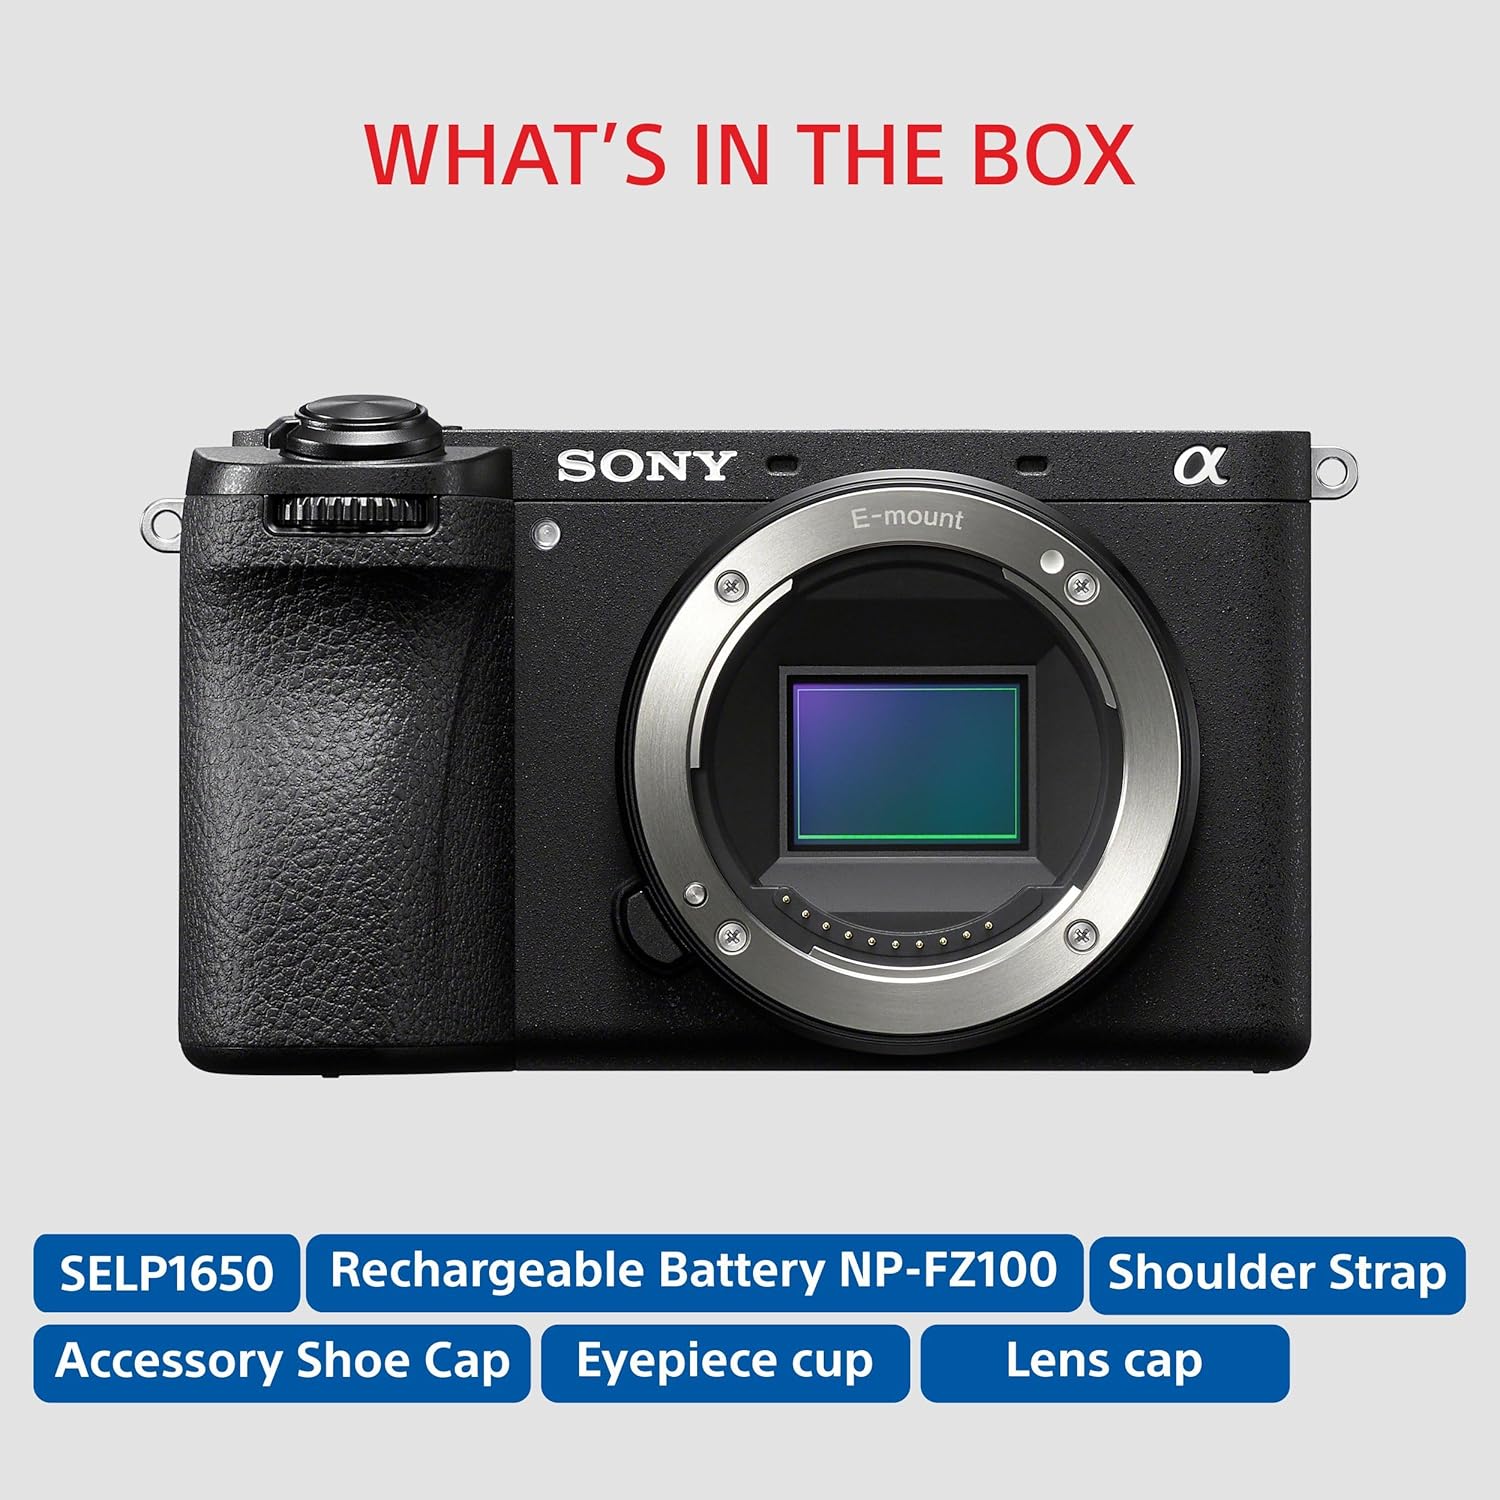 WHAT'S IN THE BOX
SONY
α
E-mount
SELP1650
Rechargeable Battery NP-FZ100
Shoulder Strap
Accessory Shoe Cap
Eyepiece cup
Lens cap